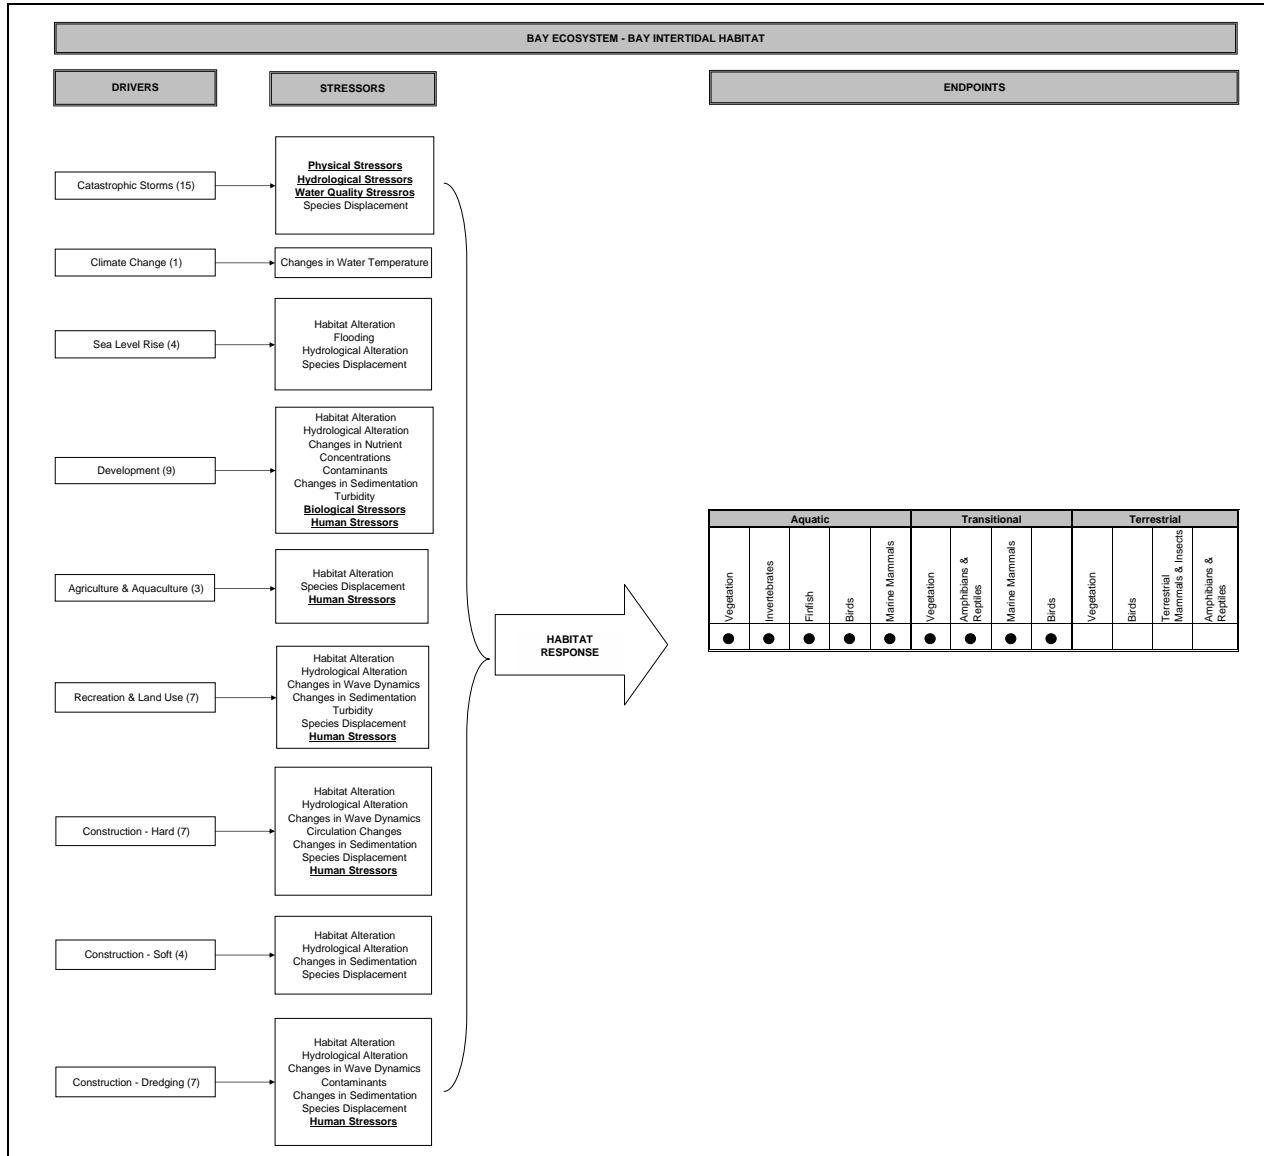 BAY ECOSYSTEM - BAY INTERTIDAL HABITAT
DRIVERS
STRESSORS
ENDPOINTS
Catastrophic Storms (15)
Physical Stressors
Hydrological Stressors
Water Quality Stressros
Species Displacement
Climate Change (1)
Changes in Water Temperature
Sea Level Rise (4)
Habitat Alteration
Flooding
Hydrological Alteration
Species Displacement
Development (9)
Habitat Alteration
Hydrological Alteration
Changes in Nutrient
Concentrations
Contaminants
Changes in Sedimentation
Turbidity
Biological Stressors
Human Stressors
Agriculture & Aquaculture (3)
Habitat Alteration
Species Displacement
Human Stressors
Recreation & Land Use (7)
Habitat Alteration
Hydrological Alteration
Changes in Wave Dynamics
Changes in Sedimentation
Turbidity
Species Displacement
Human Stressors
Construction - Hard (7)
Habitat Alteration
Hydrological Alteration
Changes in Wave Dynamics
Circulation Changes
Changes in Sedimentation
Species Displacement
Human Stressors
Construction - Soft (4)
Habitat Alteration
Hydrological Alteration
Changes in Sedimentation
Species Displacement
Construction - Dredging (7)
Habitat Alteration
Hydrological Alteration
Changes in Wave Dynamics
Contaminants
Changes in Sedimentation
Species Displacement
Human Stressors
HABITAT
RESPONSE
Aquatic
Transitional
Terrestrial
Vegetation
Invertebrates
Finfish
Birds
Marine Mammals
Vegetation
Amphibians &
Reptiles
Marine Mammals
Birds
Vegetation
Birds
Terrestrial
Mammals & Insects
Amphibians &
Reptiles